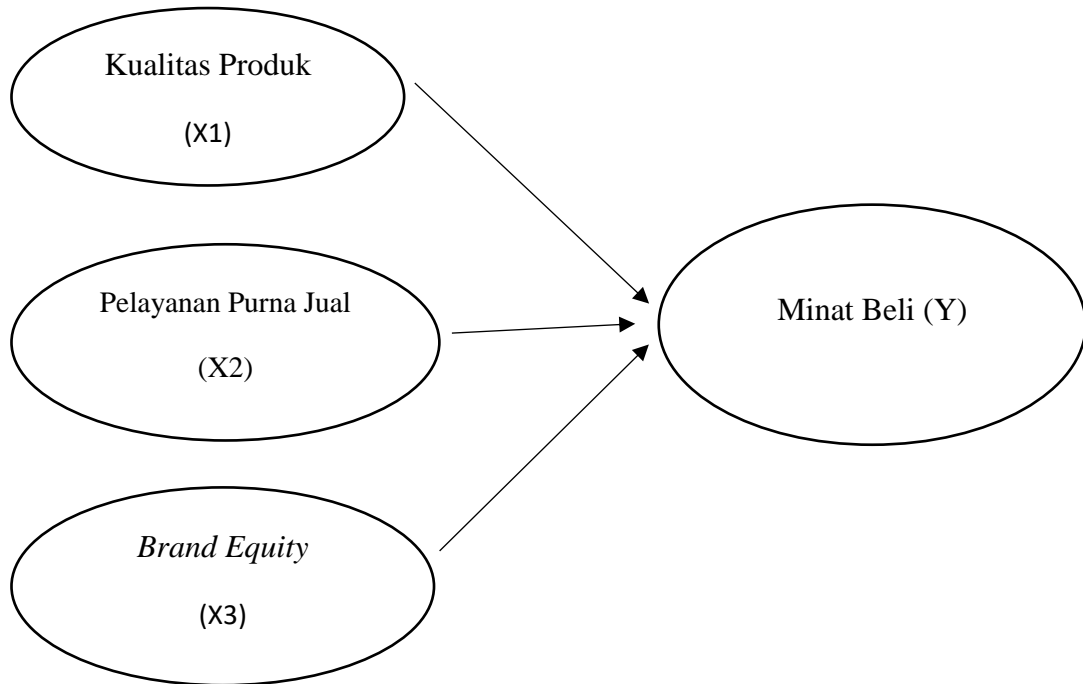 Kualitas Produk
(X1)
Pelayanan Purna Jual
(X2)
Brand Equity
(X3)
Minat Beli (Y)